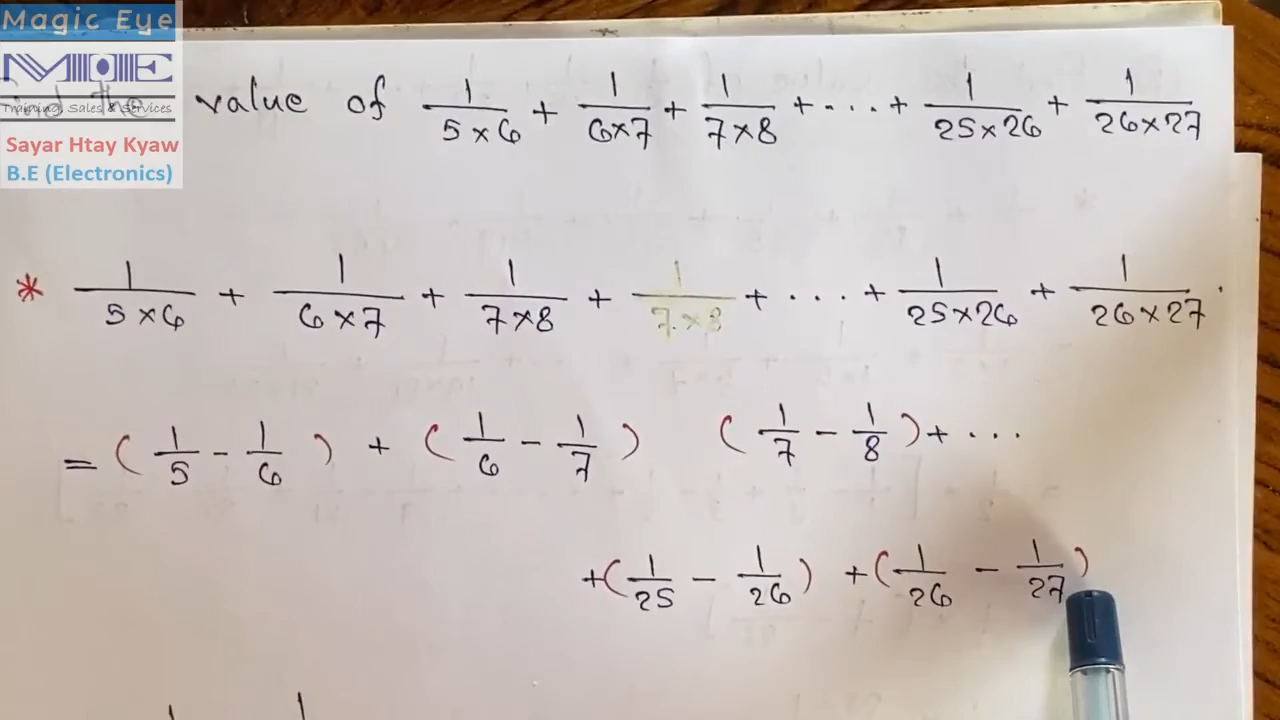 Magic Eye
MOE
Training, Sales & Services
Sayar Htay Kyaw
B.E (Electronics)
value of 1/(5×6) + 1/(6×7) + 1/(7×8) + .... + 1/(25×26) + 1/(26×27)
* 1/(5×6) + 1/(6×7) + 1/(7×8) + 1/(7×8) + .... + 1/(25×26) + 1/(26×27) .
= (1/5 - 1/6) + (1/6 - 1/7) (1/7 - 1/8) + ...
+ (1/25 - 1/26) + (1/26 - 1/27)